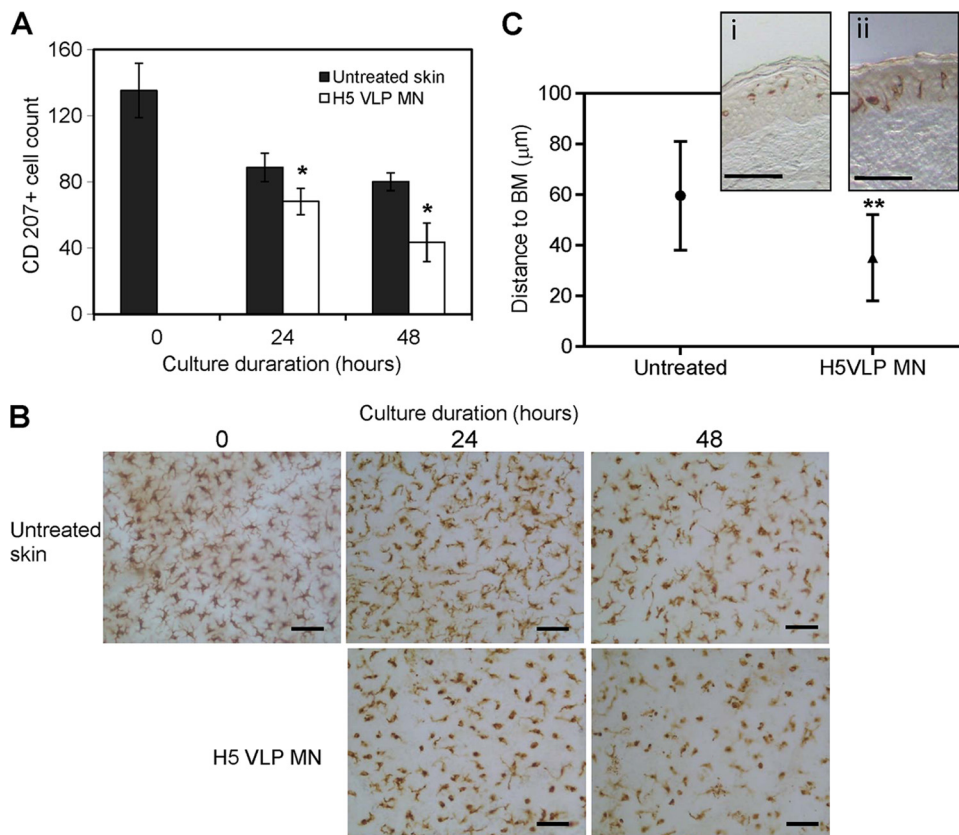 A
160
120
80
40
0
CD 207+ cell count
Untreated skin
H5 VLP MN
*
*
0 24 48
Culture duraration (hours)
C
i
ii
100
80
60
40
20
0
Distance to BM (μm)
**
Untreated H5VLP MN
B
Culture duration (hours)
0 24 48
Untreated
skin
H5 VLP MN